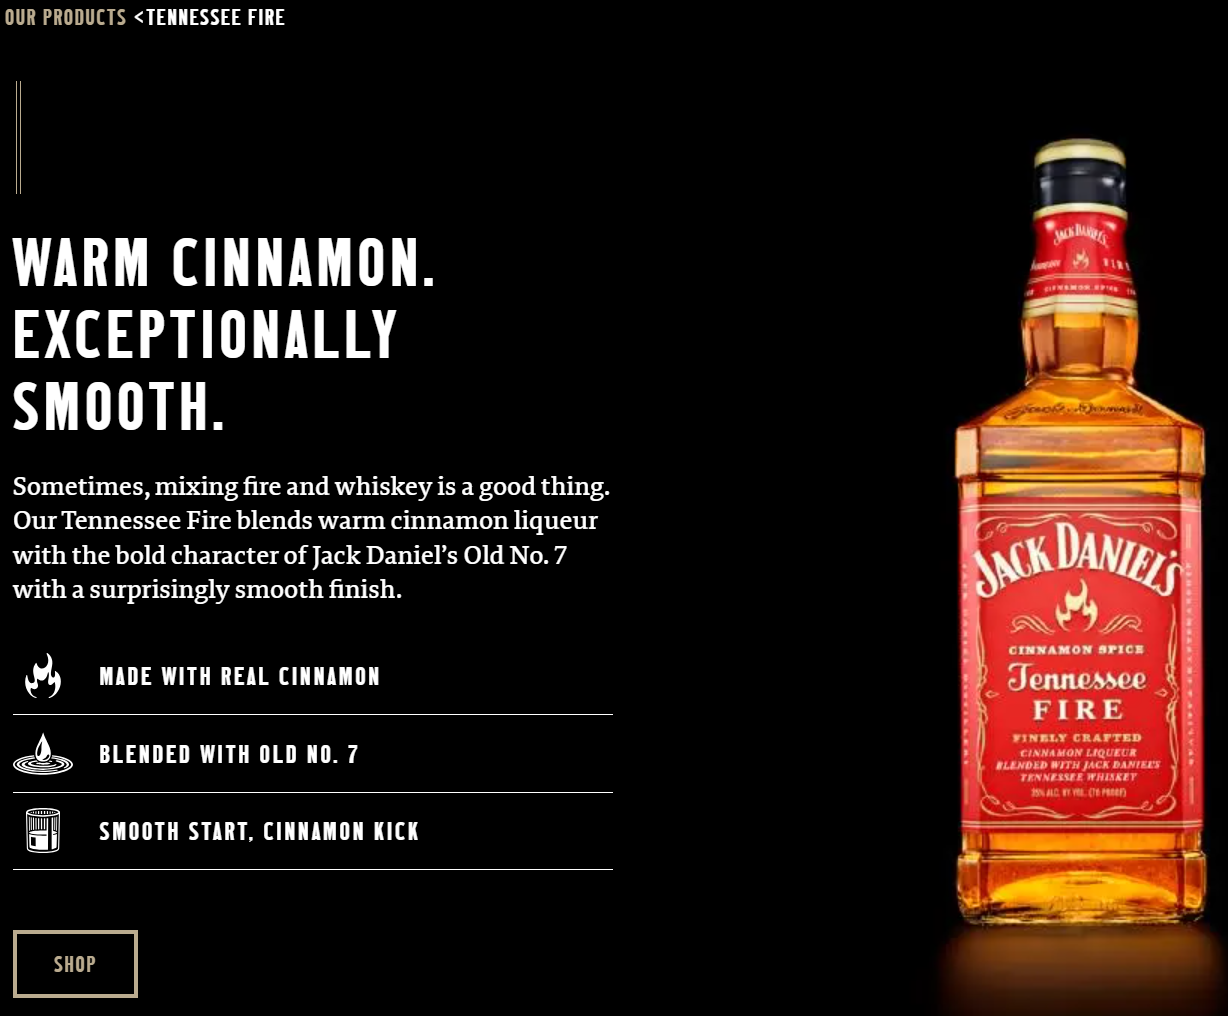 OUR PRODUCTS <TENNESSEE FIRE
WARM CINNAMON.
EXCEPTIONALLY
SMOOTH.
Sometimes, mixing fire and whiskey is a good thing.
Our Tennessee Fire blends warm cinnamon liqueur
with the bold character of Jack Daniel’s Old No. 7
with a surprisingly smooth finish.
MADE WITH REAL CINNAMON
BLENDED WITH OLD NO. 7
SMOOTH START, CINNAMON KICK
SHOP
JACK DANIEL'S
CINNAMON SPICE
JACK DANIEL'S
CINNAMON SPICE
Tennessee
FIRE
FINELY CRAFTED
CINNAMON LIQUEUR
BLENDED WITH JACK DANIEL'S
TENNESSEE WHISKEY
35% ALC. BY VOL. (70 PROOF)